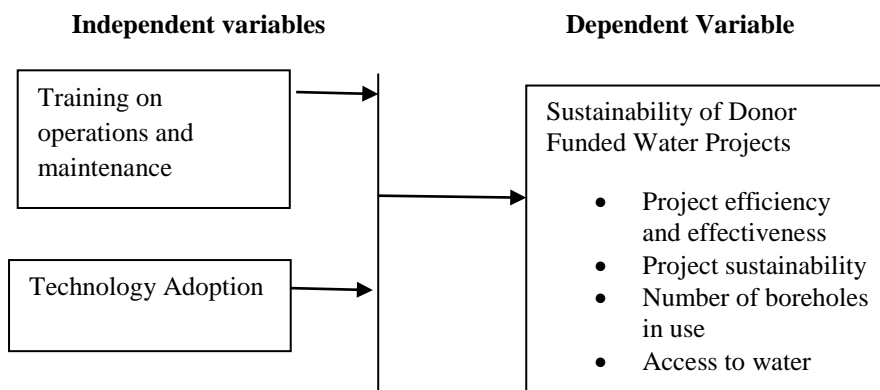 Independent variables
Dependent Variable
Training on
operations and
maintenance
Technology Adoption
Sustainability of Donor
Funded Water Projects
• Project efficiency
and effectiveness
• Project sustainability
• Number of boreholes
in use
• Access to water